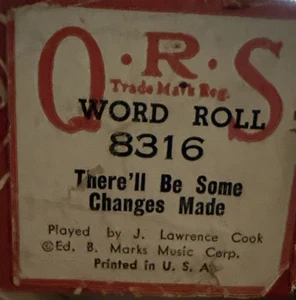 Q·R·S
Trade Mark Reg.
WORD ROLL
8316
There'll Be Some
Changes Made
Played by J. Lawrence Cook
©Ed. B. Marks Music Corp.
Printed in U. S. A